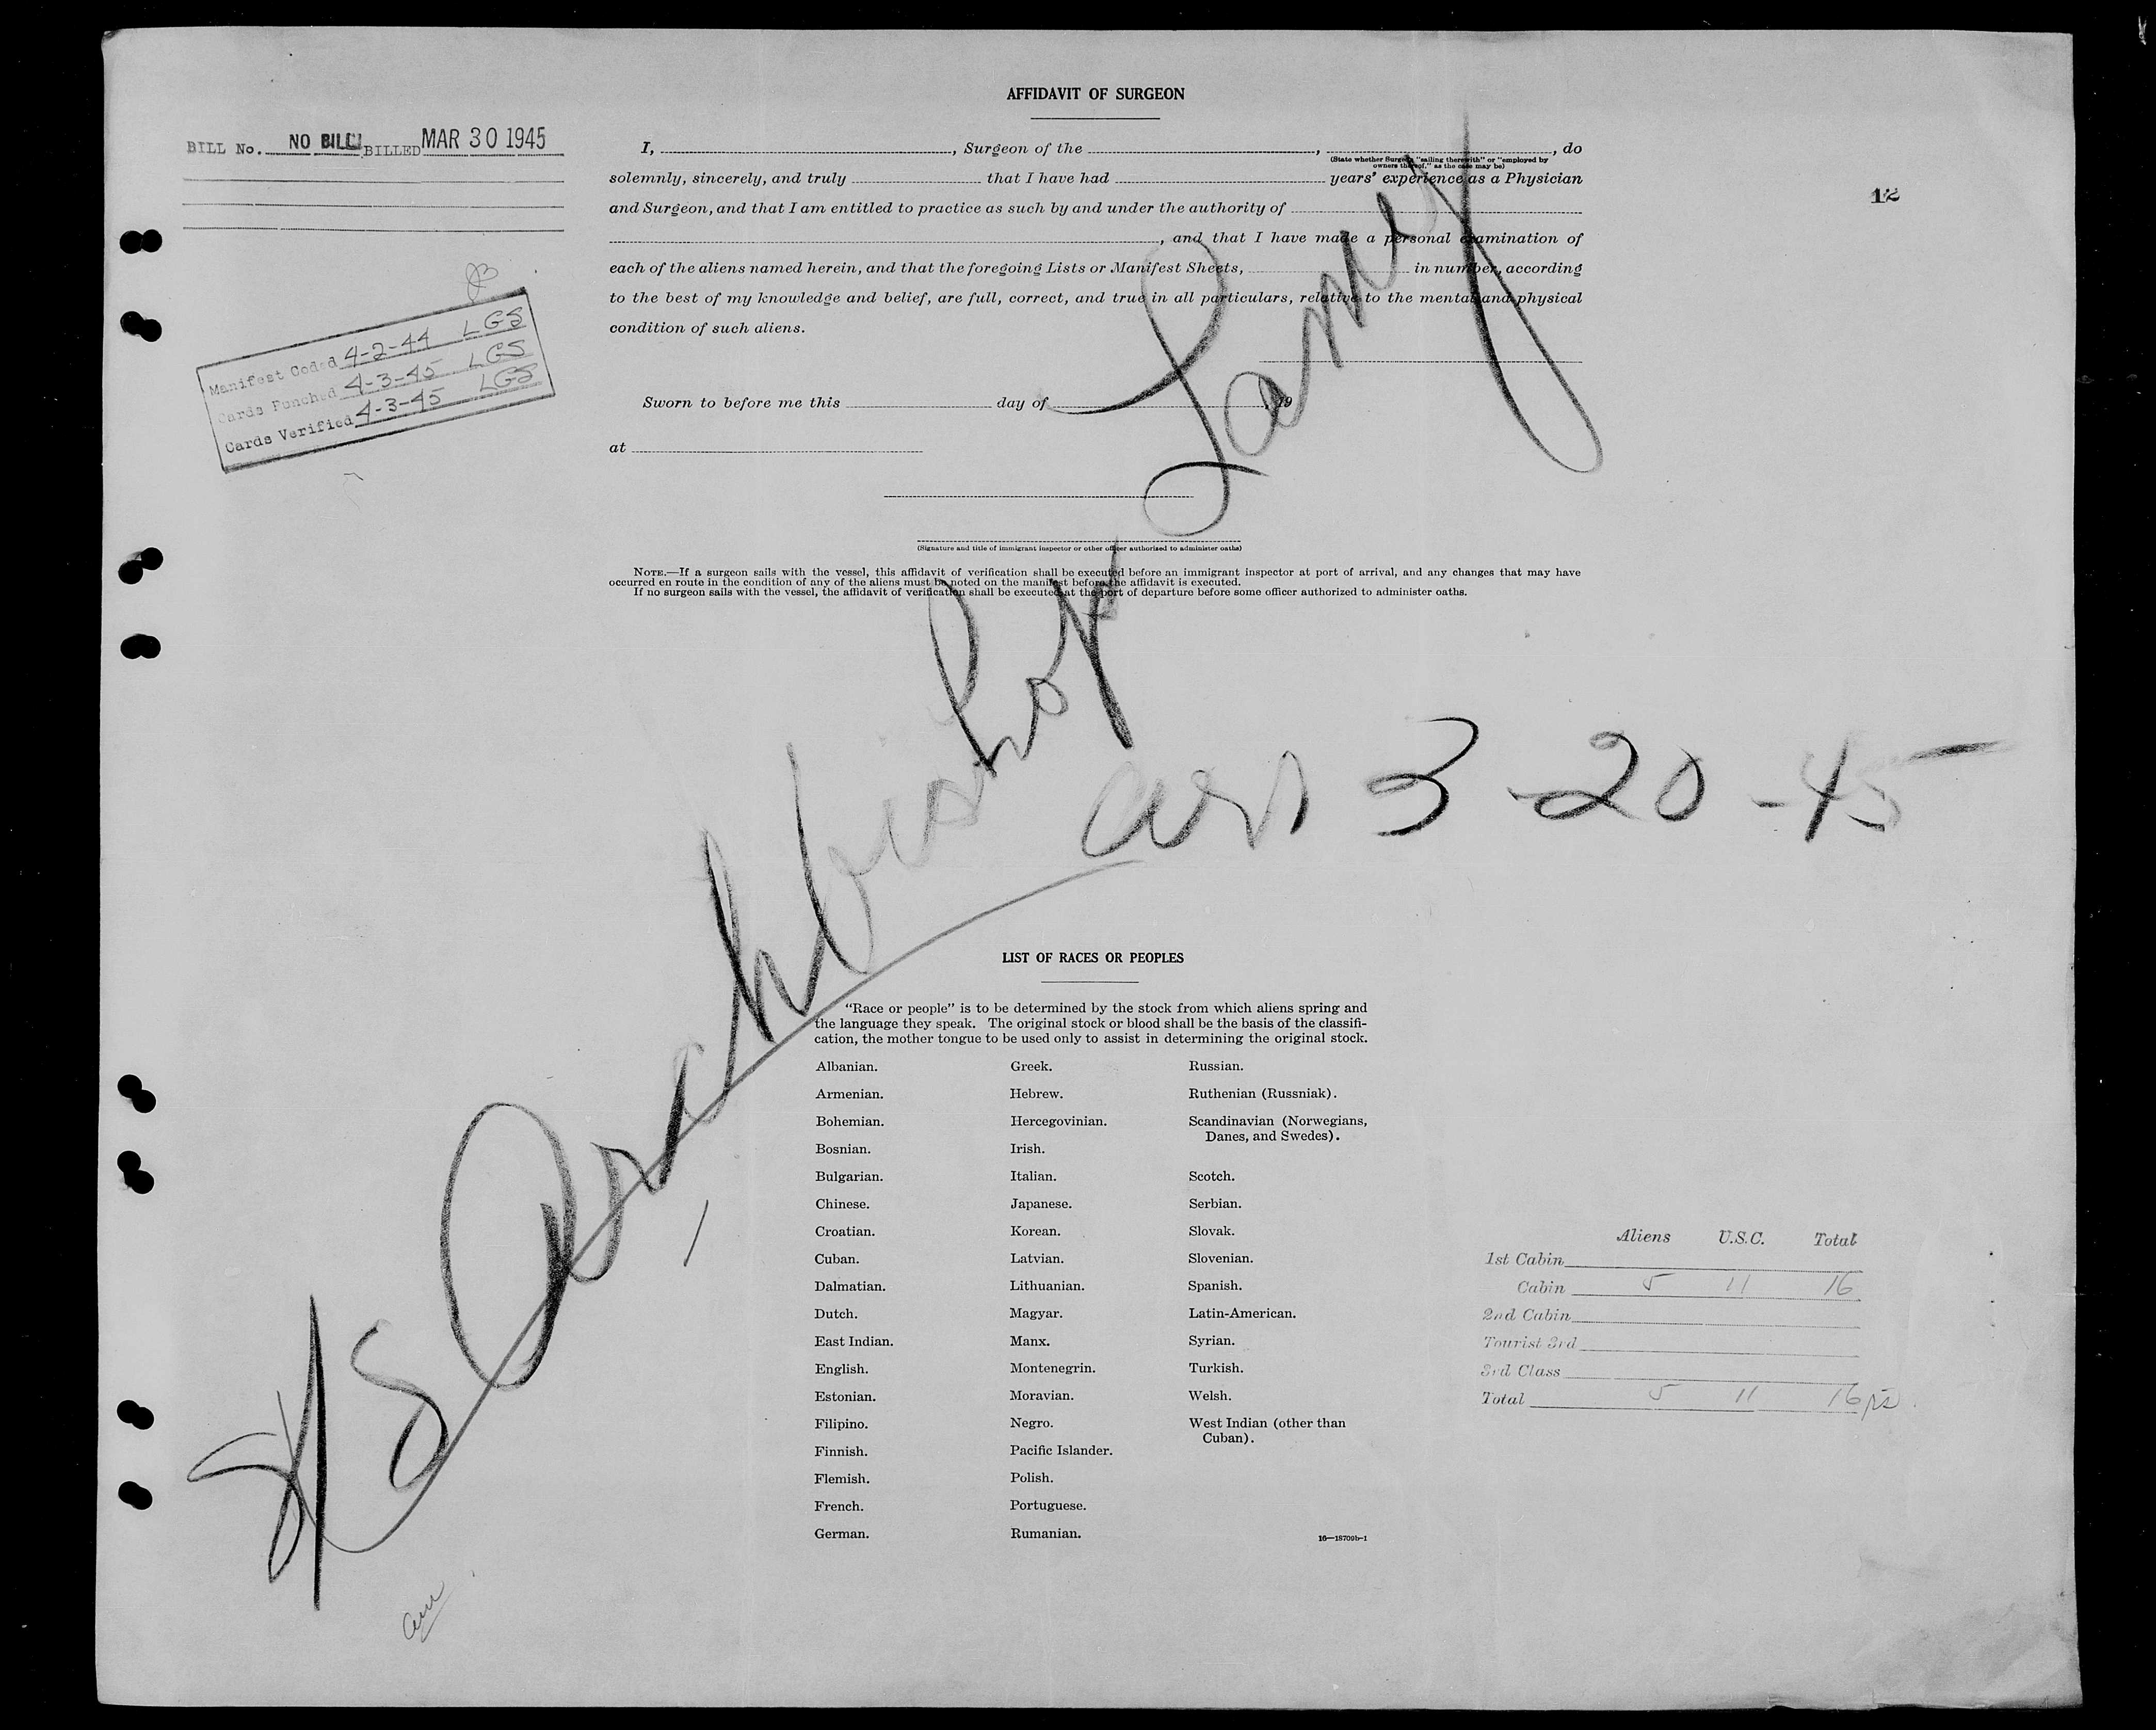 AFFIDAVIT OF SURGEON
BILL No. NO BILL BILLED MAR 30 1945
I, , Surgeon of the , , do
(State whether Surgeon "sailing therewith" or "employed by
owners thereof," as the case may be)
solemnly, sincerely, and truly that I have had years' experience as a Physician
and Surgeon, and that I am entitled to practice as such by and under the authority of
12
, and that I have made a personal examination of
each of the aliens named herein, and that the foregoing Lists or Manifest Sheets, in number, according
to the best of my knowledge and belief, are full, correct, and true in all particulars, relative to the mental and physical
condition of such aliens.
Manifest Coded 4-2-44 LGS
Cards Punched 4-3-45 LGS
Cards Verified 4-3-45 LGS
Sworn to before me this day of , 19
at
(Signature and title of immigrant inspector or other officer authorized to administer oaths)
NOTE.—If a surgeon sails with the vessel, this affidavit of verification shall be executed before an immigrant inspector at port of arrival, and any changes that may have
occurred en route in the condition of any of the aliens must be noted on the manifest before the affidavit is executed.
If no surgeon sails with the vessel, the affidavit of verification shall be executed at the port of departure before some officer authorized to administer oaths.
SS Archbishop Lamy
arr 3-20-45
LIST OF RACES OR PEOPLES
"Race or people" is to be determined by the stock from which aliens spring and
the language they speak. The original stock or blood shall be the basis of the classifi-
cation, the mother tongue to be used only to assist in determining the original stock.
Albanian.
Armenian.
Bohemian.
Bosnian.
Bulgarian.
Chinese.
Croatian.
Cuban.
Dalmatian.
Dutch.
East Indian.
English.
Estonian.
Filipino.
Finnish.
Flemish.
French.
German.
Greek.
Hebrew.
Hercegovinian.
Irish.
Italian.
Japanese.
Korean.
Latvian.
Lithuanian.
Magyar.
Manx.
Montenegrin.
Moravian.
Negro.
Pacific Islander.
Polish.
Portuguese.
Rumanian.
Russian.
Ruthenian (Russniak).
Scandinavian (Norwegians,
Danes, and Swedes).
Scotch.
Serbian.
Slovak.
Slovenian.
Spanish.
Latin-American.
Syrian.
Turkish.
Welsh.
West Indian (other than
Cuban).
16—18709b-1
Aliens U.S.C. Total
1st Cabin
Cabin 5 11 16
2nd Cabin
Tourist 3rd
3rd Class
Total 5 11 16